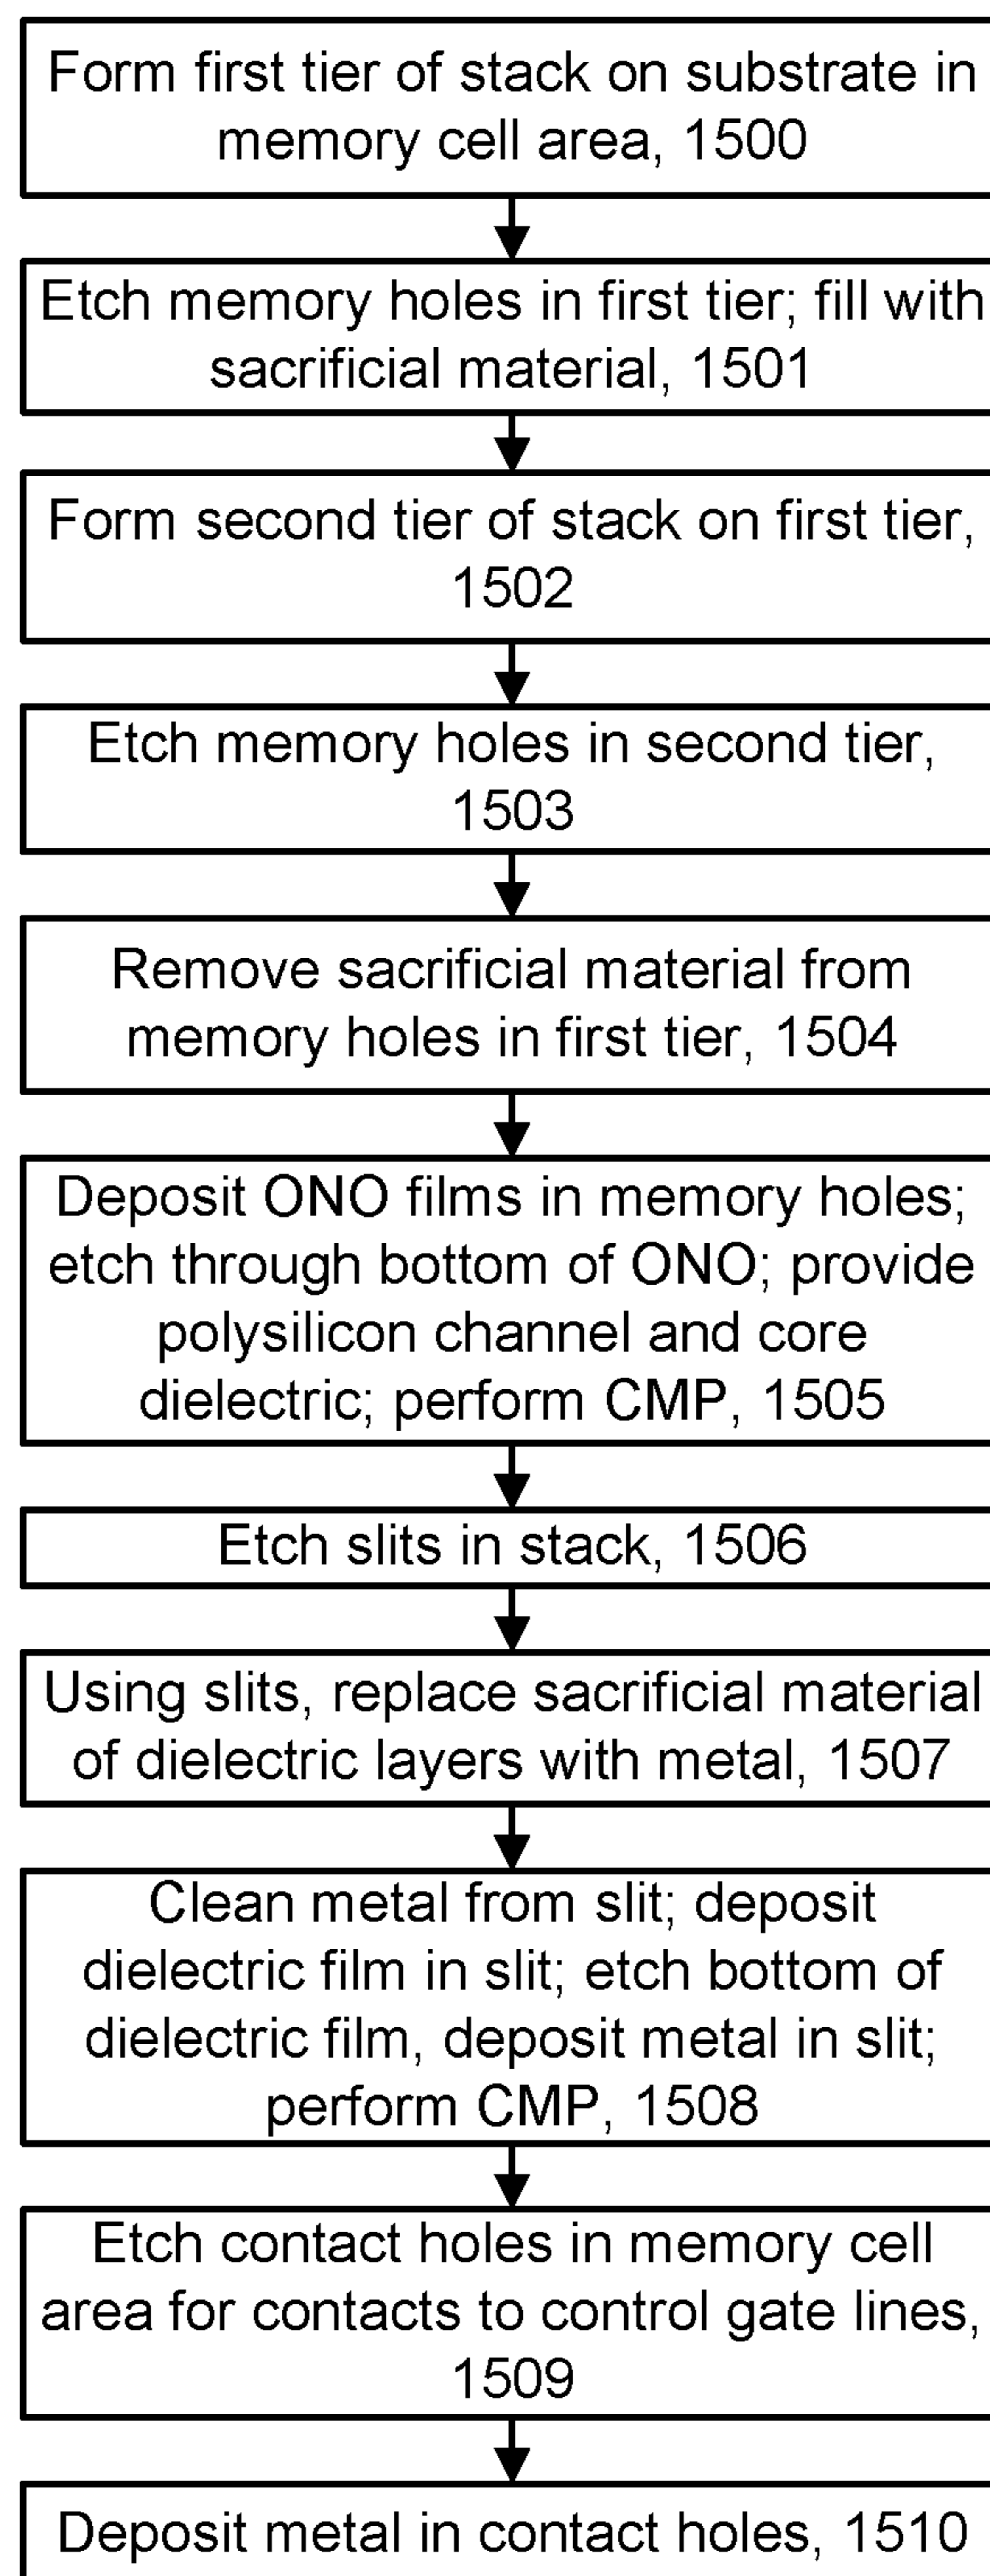 Form first tier of stack on substrate in
memory cell area, 1500
Etch memory holes in first tier; fill with
sacrificial material, 1501
Form second tier of stack on first tier,
1502
Etch memory holes in second tier,
1503
Remove sacrificial material from
memory holes in first tier, 1504
Deposit ONO films in memory holes;
etch through bottom of ONO; provide
polysilicon channel and core
dielectric; perform CMP, 1505
Etch slits in stack, 1506
Using slits, replace sacrificial material
of dielectric layers with metal, 1507
Clean metal from slit; deposit
dielectric film in slit; etch bottom of
dielectric film, deposit metal in slit;
perform CMP, 1508
Etch contact holes in memory cell
area for contacts to control gate lines,
1509
Deposit metal in contact holes, 1510